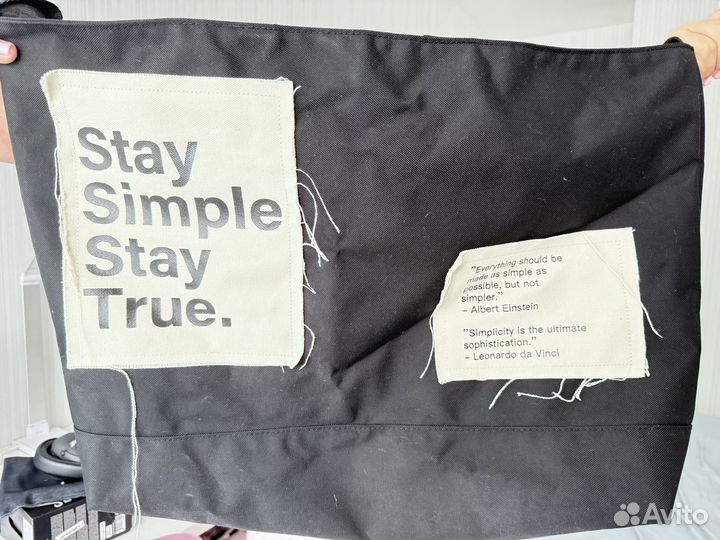 Stay
Simple
Stay
True.
"Everything should be
made as simple as
possible, but not
simpler."
– Albert Einstein
"Simplicity is the ultimate
sophistication."
– Leonardo da Vinci
Avito